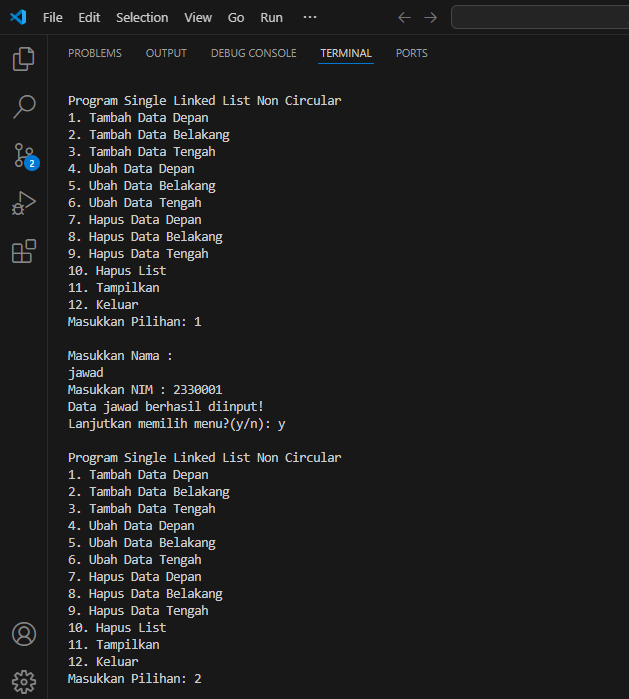 File Edit Selection View Go Run ...
PROBLEMS OUTPUT DEBUG CONSOLE TERMINAL PORTS
Program Single Linked List Non Circular
1. Tambah Data Depan
2. Tambah Data Belakang
3. Tambah Data Tengah
4. Ubah Data Depan
5. Ubah Data Belakang
6. Ubah Data Tengah
7. Hapus Data Depan
8. Hapus Data Belakang
9. Hapus Data Tengah
10. Hapus List
11. Tampilkan
12. Keluar
Masukkan Pilihan: 1
Masukkan Nama :
jawad
Masukkan NIM : 2330001
Data jawad berhasil diinput!
Lanjutkan memilih menu?(y/n): y
Program Single Linked List Non Circular
1. Tambah Data Depan
2. Tambah Data Belakang
3. Tambah Data Tengah
4. Ubah Data Depan
5. Ubah Data Belakang
6. Ubah Data Tengah
7. Hapus Data Depan
8. Hapus Data Belakang
9. Hapus Data Tengah
10. Hapus List
11. Tampilkan
12. Keluar
Masukkan Pilihan: 2
2